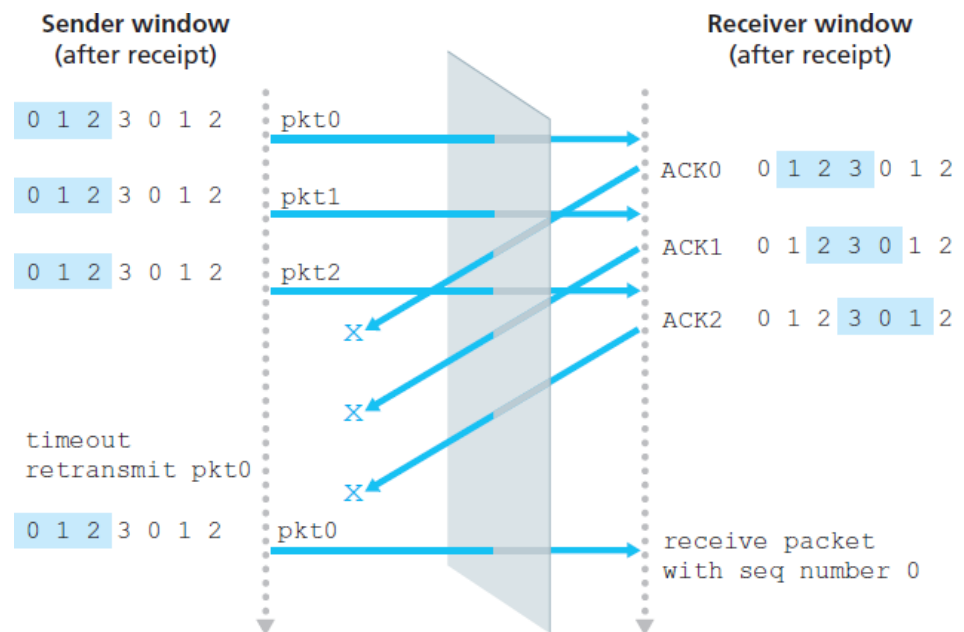 Sender window
(after receipt)
Receiver window
(after receipt)
0 1 2 3 0 1 2
pkt0
ACK0 0 1 2 3 0 1 2
0 1 2 3 0 1 2
pkt1
ACK1 0 1 2 3 0 1 2
0 1 2 3 0 1 2
pkt2
ACK2 0 1 2 3 0 1 2
X
X
timeout
retransmit pkt0
X
0 1 2 3 0 1 2
pkt0
receive packet
with seq number 0